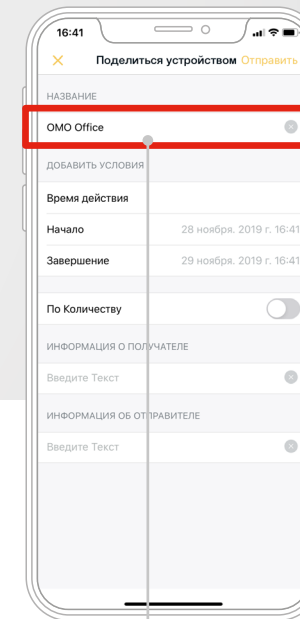 16:41
Поделиться устройством Отправить
НАЗВАНИЕ
OMO Office
ДОБАВИТЬ УСЛОВИЯ
Время действия
Начало 28 ноября. 2019 г. 16:41
Завершение 29 ноября. 2019 г. 16:41
По Количеству
ИНФОРМАЦИЯ О ПОЛУЧАТЕЛЕ
Введите Текст
ИНФОРМАЦИЯ ОБ ОТПРАВИТЕЛЕ
Введите Текст